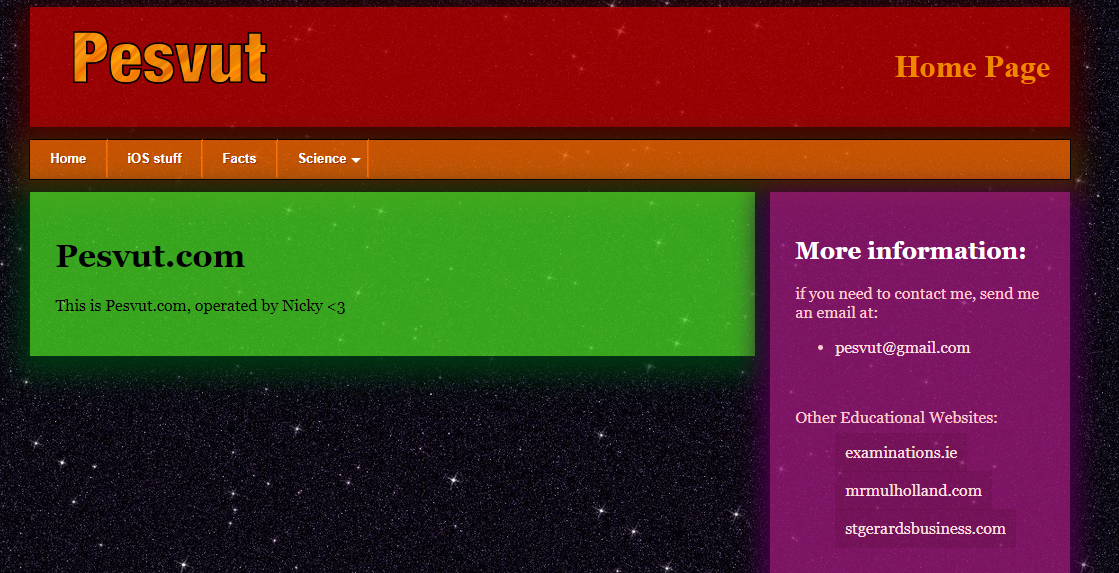 Pesvut
Home Page
Home
iOS stuff
Facts
Science
Pesvut.com
This is Pesvut.com, operated by Nicky <3
More information:
if you need to contact me, send me
an email at:
pesvut@gmail.com
Other Educational Websites:
examinations.ie
mrmulholland.com
stgerardsbusiness.com